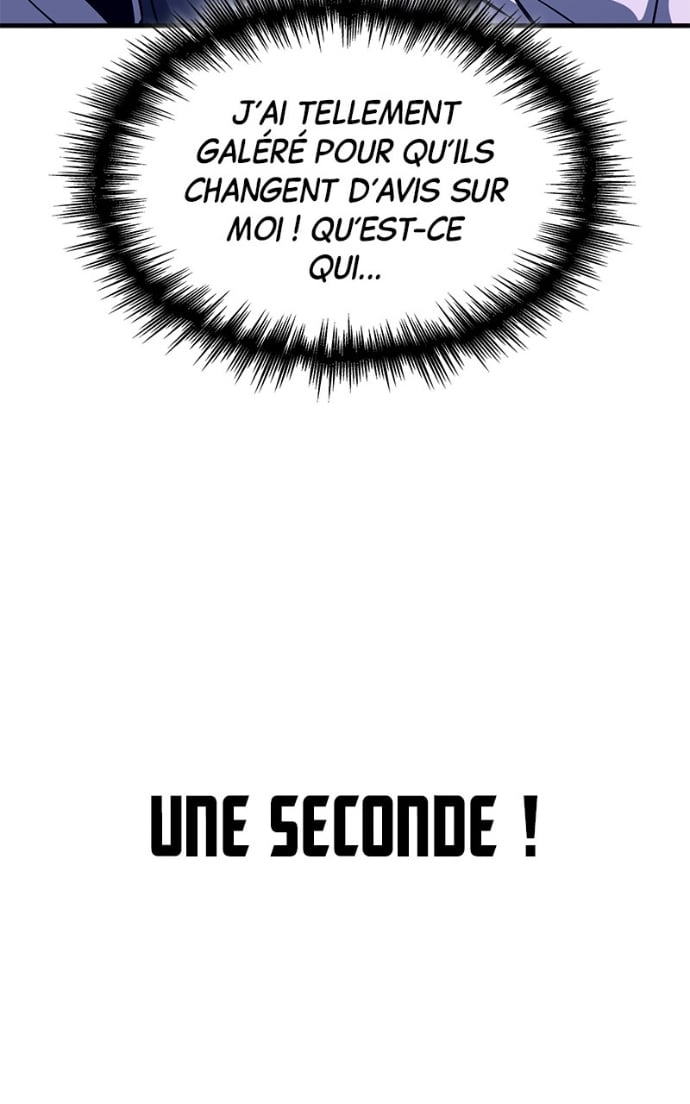 J'AI TELLEMENT
GALÉRÉ POUR QU'ILS
CHANGENT D'AVIS SUR
MOI ! QU'EST-CE
QUI...
UNE SECONDE !